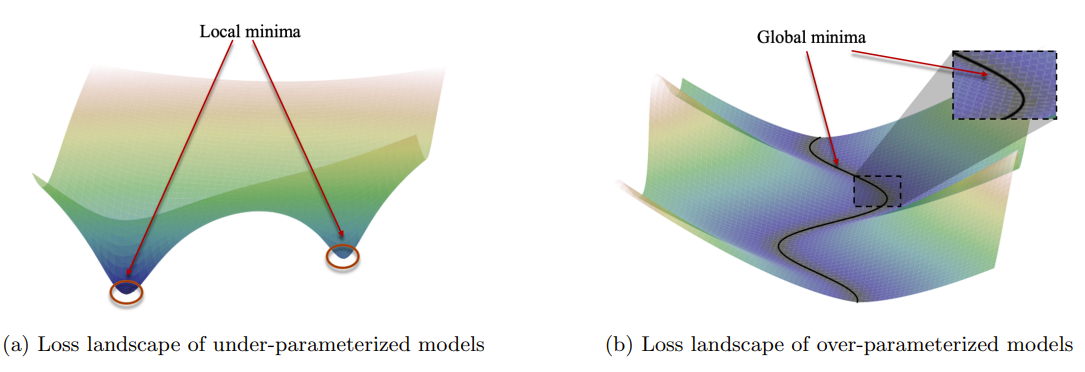 Local minima
Global minima
(a) Loss landscape of under-parameterized models
(b) Loss landscape of over-parameterized models